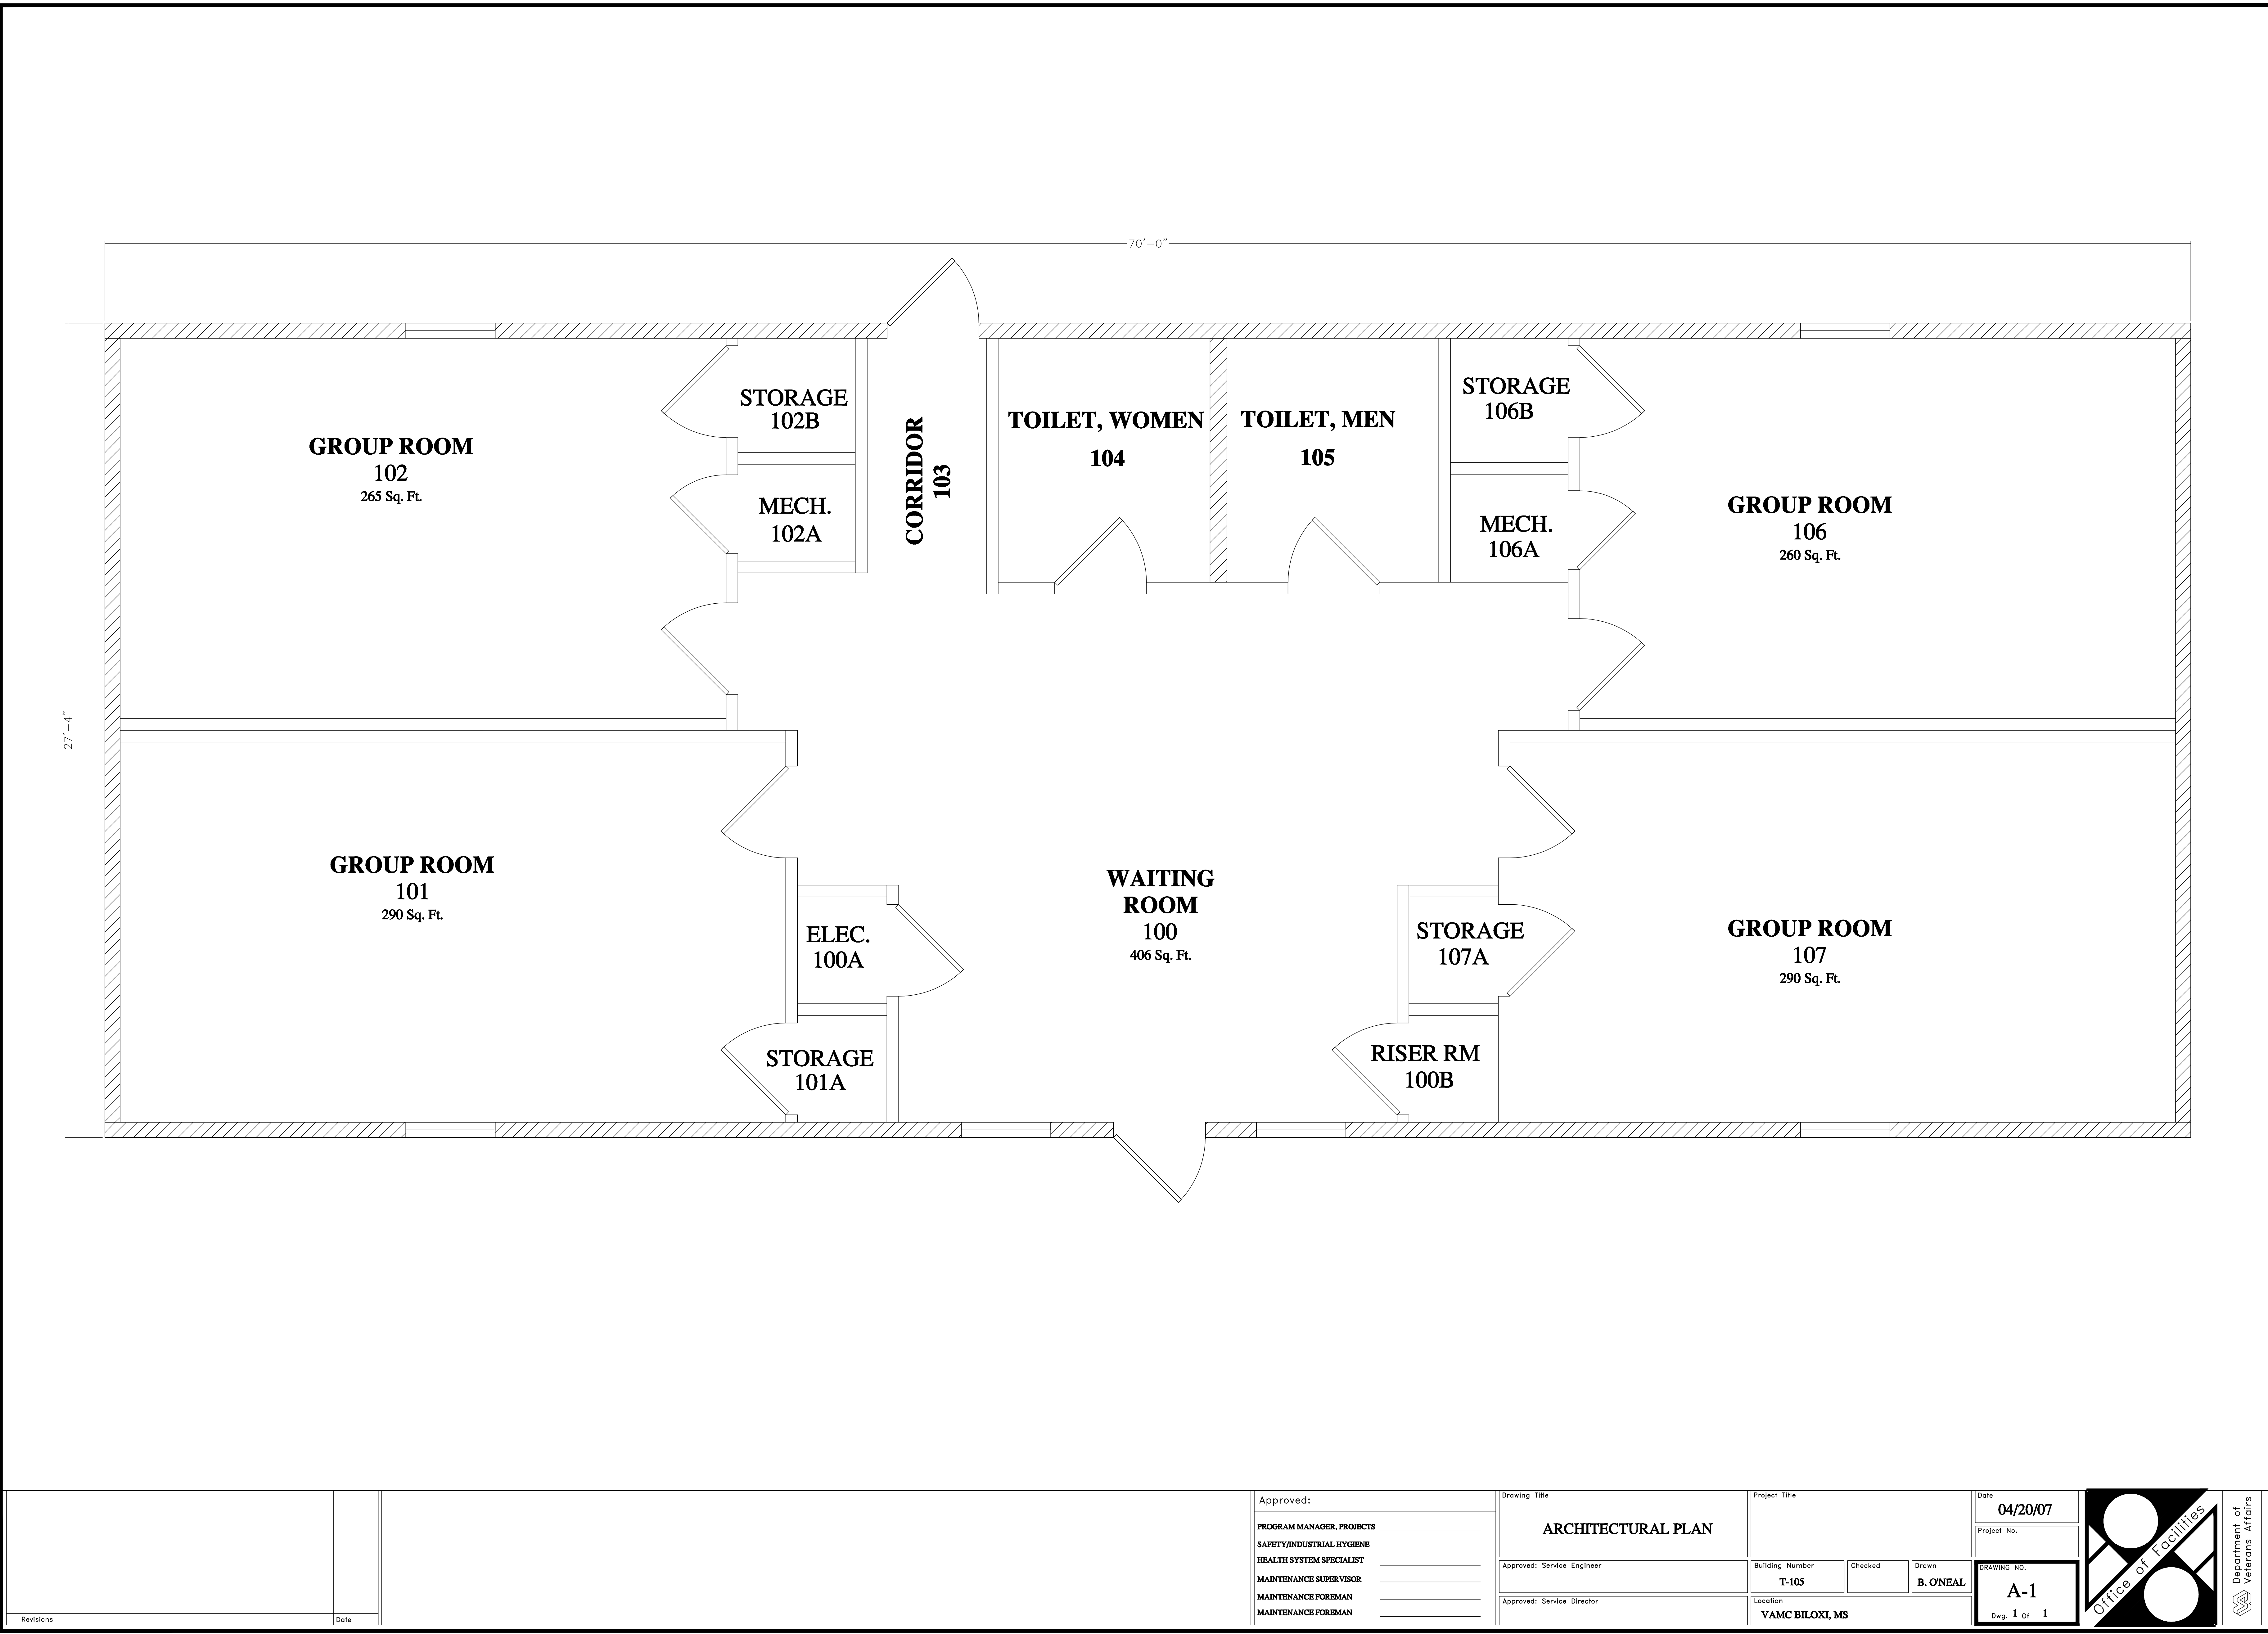 70'-0"
27'-4"
GROUP ROOM
102
265 Sq. Ft.
STORAGE
102B
MECH.
102A
CORRIDOR
103
TOILET, WOMEN
104
TOILET, MEN
105
STORAGE
106B
MECH.
106A
GROUP ROOM
106
260 Sq. Ft.
GROUP ROOM
101
290 Sq. Ft.
ELEC.
100A
STORAGE
101A
WAITING
ROOM
100
406 Sq. Ft.
STORAGE
107A
RISER RM
100B
GROUP ROOM
107
290 Sq. Ft.
Revisions
Date
Approved:
PROGRAM MANAGER, PROJECTS
SAFETY/INDUSTRIAL HYGIENE
HEALTH SYSTEM SPECIALIST
MAINTENANCE SUPERVISOR
MAINTENANCE FOREMAN
MAINTENANCE FOREMAN
Drawing Title
ARCHITECTURAL PLAN
Approved: Service Engineer
Approved: Service Director
Project Title
Building Number
T-105
Checked
Drawn
B. O'NEAL
Location
VAMC BILOXI, MS
Date
04/20/07
Project No.
DRAWING NO.
A-1
Dwg. 1 Of 1
Office of Facilities
Department of
Veterans Affairs